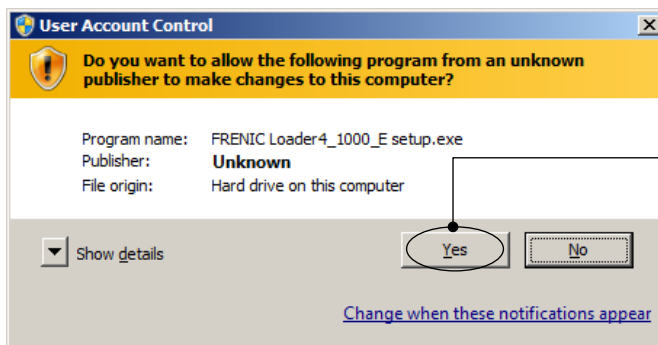 User Account Control
Do you want to allow the following program from an unknown
publisher to make changes to this computer?
Program name: FRENIC Loader4_1000_E setup.exe
Publisher: Unknown
File origin: Hard drive on this computer
Show details
Yes
No
Change when these notifications appear